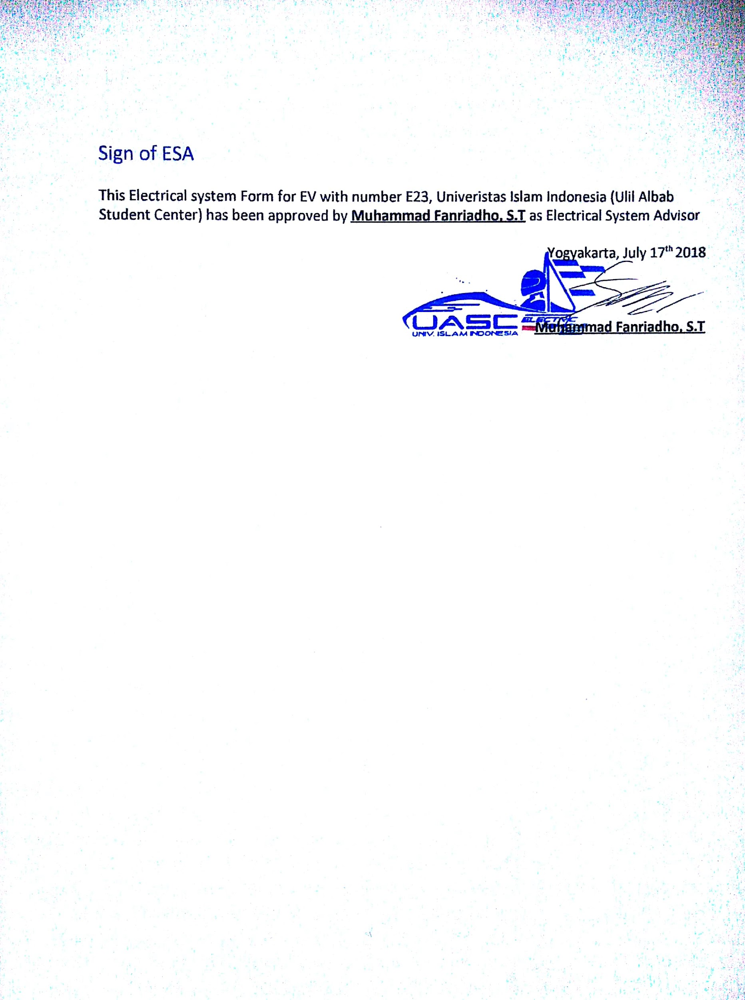 Sign of ESA
This Electrical system Form for EV with number E23, Univeristas Islam Indonesia (Ulil Albab
Student Center) has been approved by Muhammad Fanriadho, S.T as Electrical System Advisor
Yogyakarta, July 17th 2018
UASC ELECTRIC
UNIV. ISLAM INDONESIA
Muhammad Fanriadho, S.T